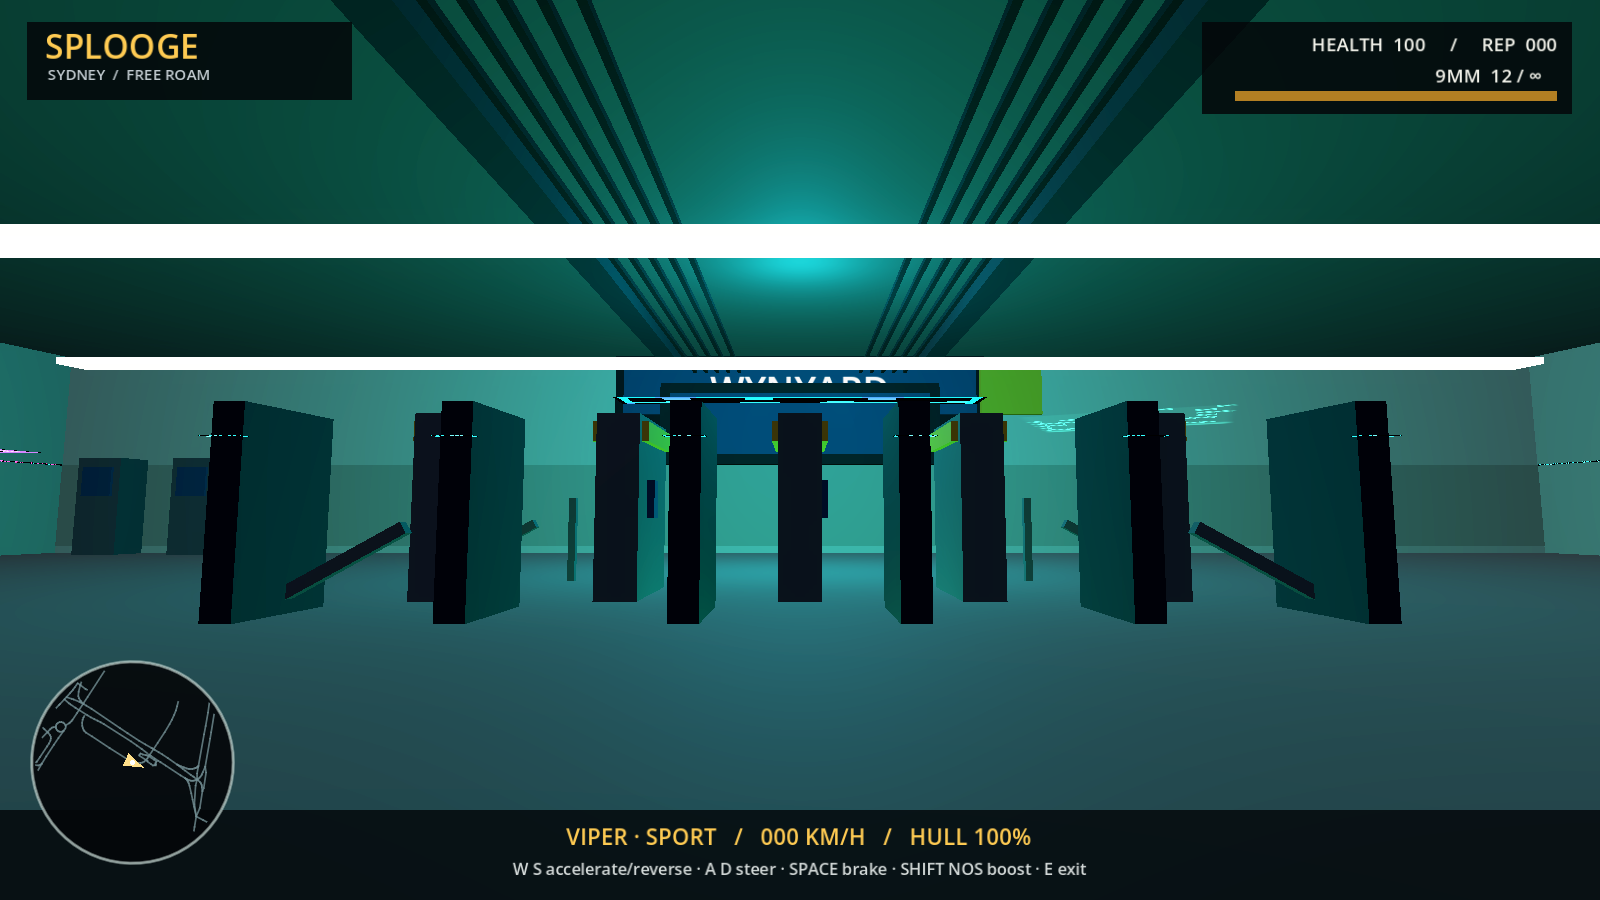 SPLOOGE
SYDNEY / FREE ROAM
HEALTH 100 / REP 000
9MM 12 / ∞
WYNYARD
VIPER · SPORT / 000 KM/H / HULL 100%
W S accelerate/reverse · A D steer · SPACE brake · SHIFT NOS boost · E exit